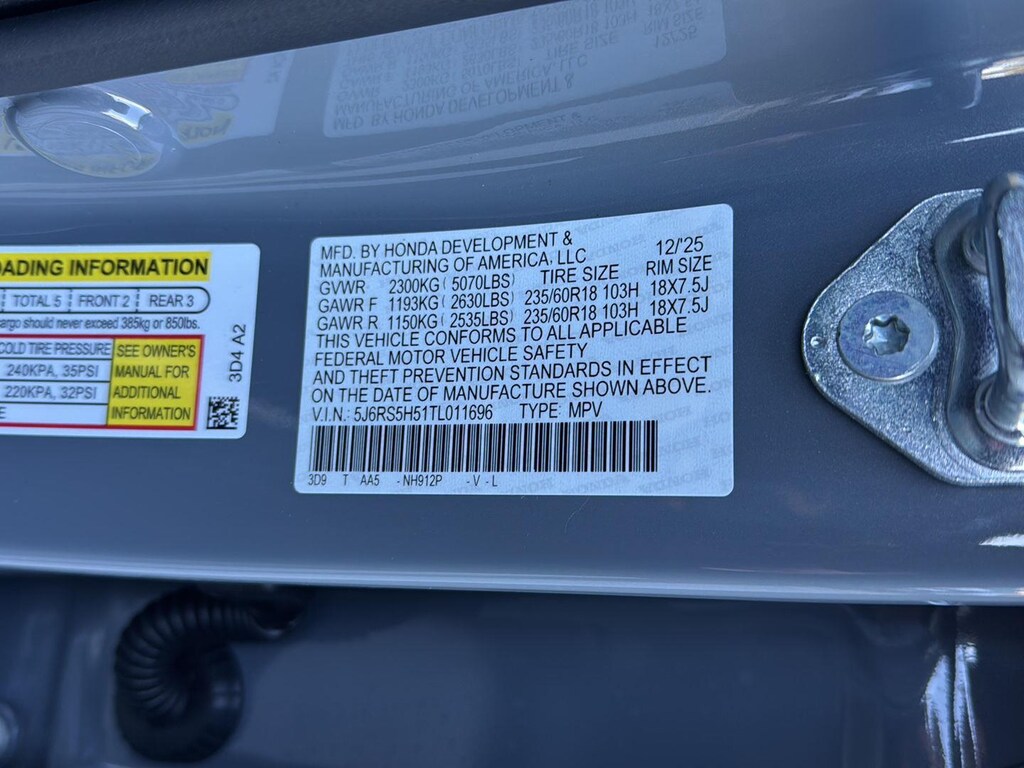 OADING INFORMATION
TOTAL 5 FRONT 2 REAR 3
argo should never exceed 385kg or 850lbs.
COLD TIRE PRESSURE SEE OWNER'S
240KPA, 35PSI MANUAL FOR
220KPA, 32PSI ADDITIONAL
E INFORMATION
3D4 A2
MFD. BY HONDA DEVELOPMENT & 12/'25
MANUFACTURING OF AMERICA, LLC
GVWR 2300KG (5070LBS) TIRE SIZE RIM SIZE
GAWR F 1193KG (2630LBS) 235/60R18 103H 18X7.5J
GAWR R 1150KG (2535LBS) 235/60R18 103H 18X7.5J
THIS VEHICLE CONFORMS TO ALL APPLICABLE
FEDERAL MOTOR VEHICLE SAFETY
AND THEFT PREVENTION STANDARDS IN EFFECT
ON THE DATE OF MANUFACTURE SHOWN ABOVE.
V.I.N.: 5J6RS5H51TL011696 TYPE: MPV
3D9 T AA5 -NH912P -V-L